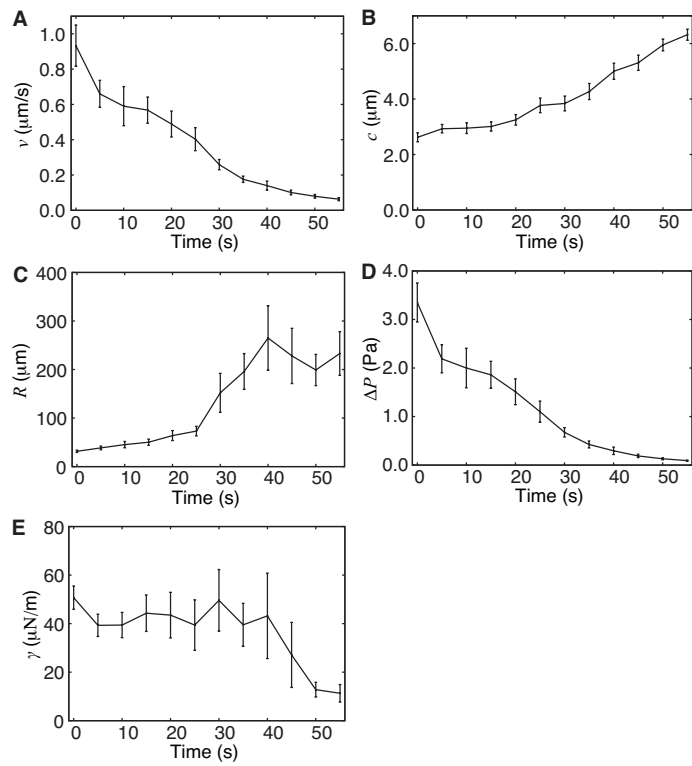 A
B
1.0
0.8
0.6
0.4
0.2
0.0
v (μm/s)
0 10 20 30 40 50
Time (s)
6.0
4.0
2.0
0.0
c (μm)
0 10 20 30 40 50
Time (s)
C
D
400
300
200
100
0
R (μm)
0 10 20 30 40 50
Time (s)
4.0
3.0
2.0
1.0
0.0
ΔP (Pa)
0 10 20 30 40 50
Time (s)
E
80
60
40
20
0
γ (μN/m)
0 10 20 30 40 50
Time (s)